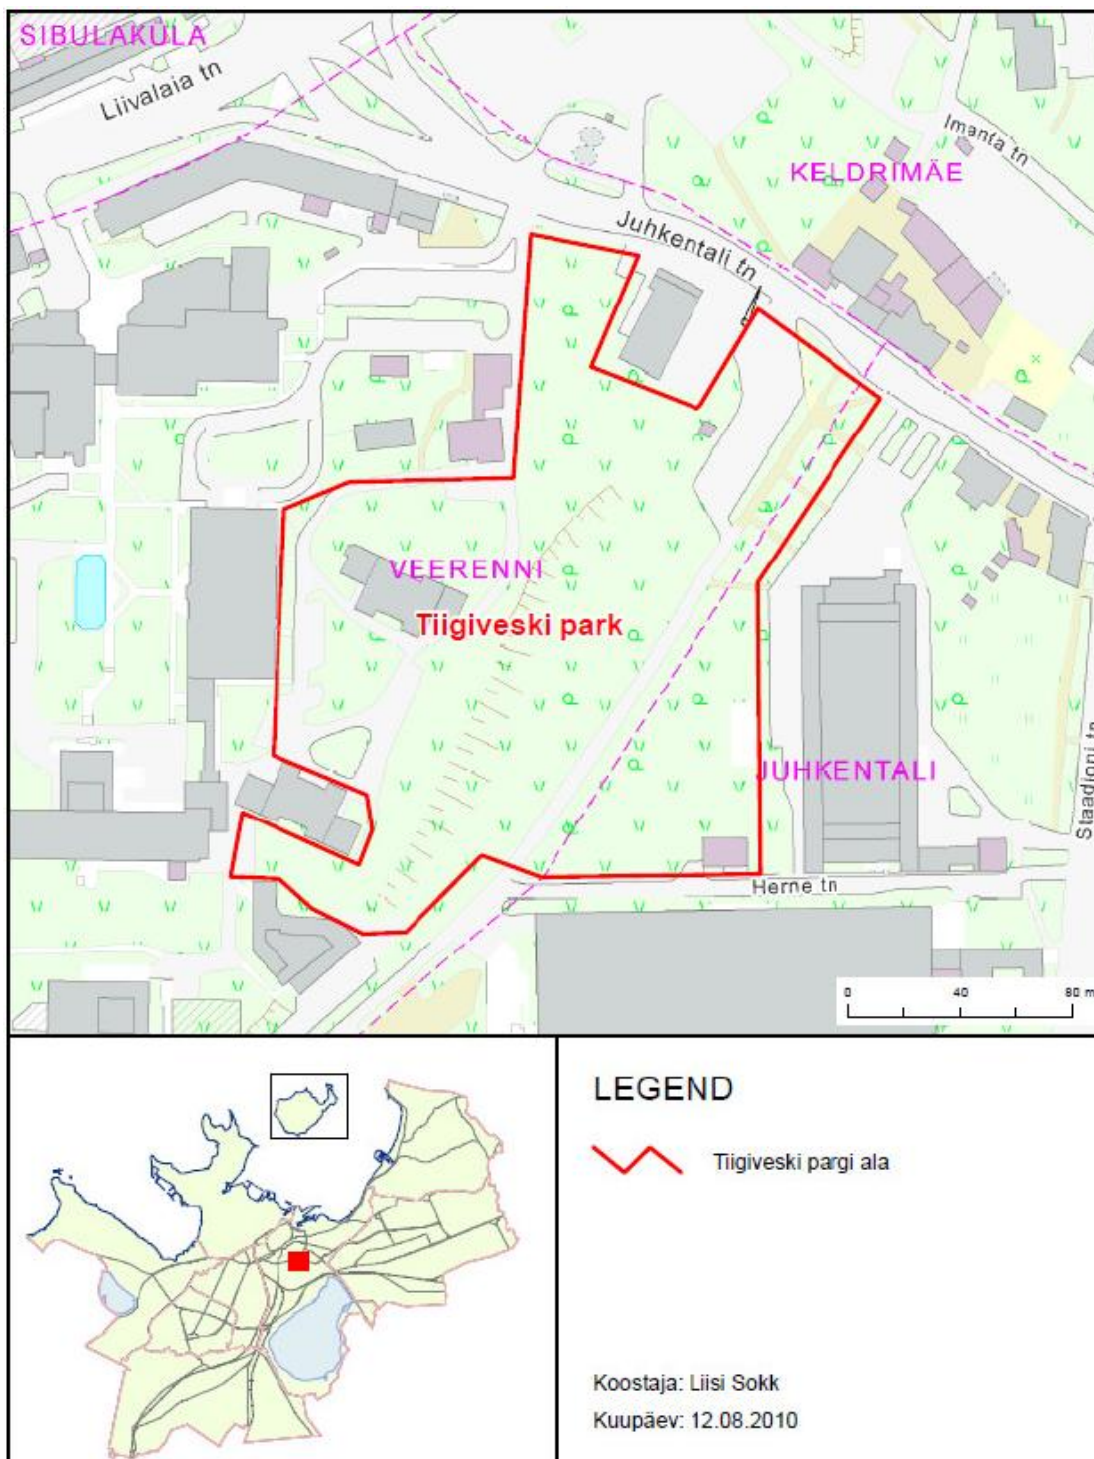 SIBULAKÜLA
Liivalaia tn
Imanta tn
KELDRIMÄE
Juhkentali tn
VEERENNI
Tiigiveski park
JUHKENTALI
Staadioni tn
Herne tn
0 40 80 m
LEGEND
Tiigiveski pargi ala
Koostaja: Liisi Sokk
Kuupäev: 12.08.2010